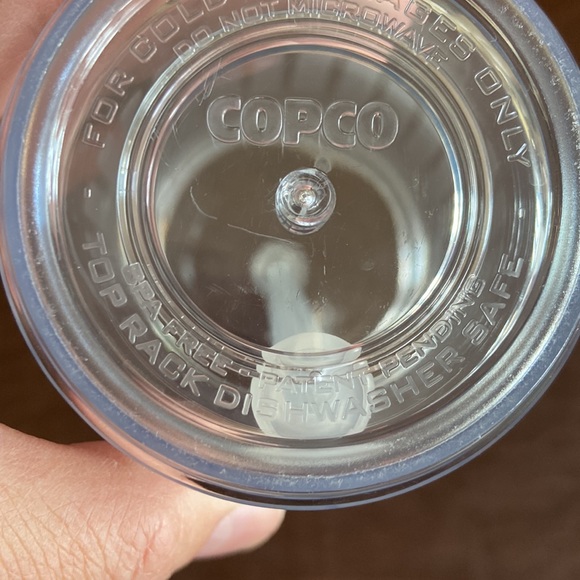 FOR COLD BEVERAGES ONLY
DO NOT MICROWAVE
COPCO
BPA-FREE • PATENT-PENDING
• TOP RACK DISHWASHER SAFE •